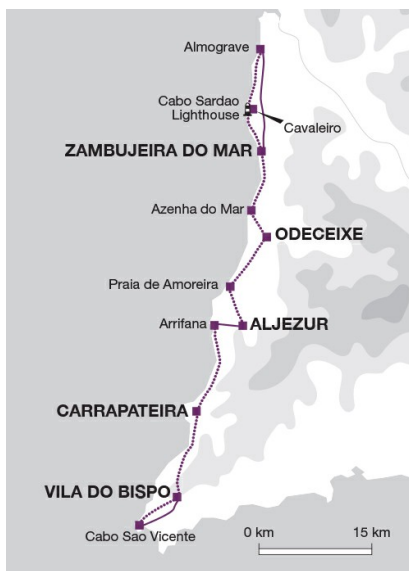 Almograve
Cabo Sardao
Lighthouse
Cavaleiro
ZAMBUJEIRA DO MAR
Azenha do Mar
ODECEIXE
Praia de Amoreira
Arrifana
ALJEZUR
CARRAPATEIRA
VILA DO BISPO
Cabo Sao Vicente
0 km
15 km